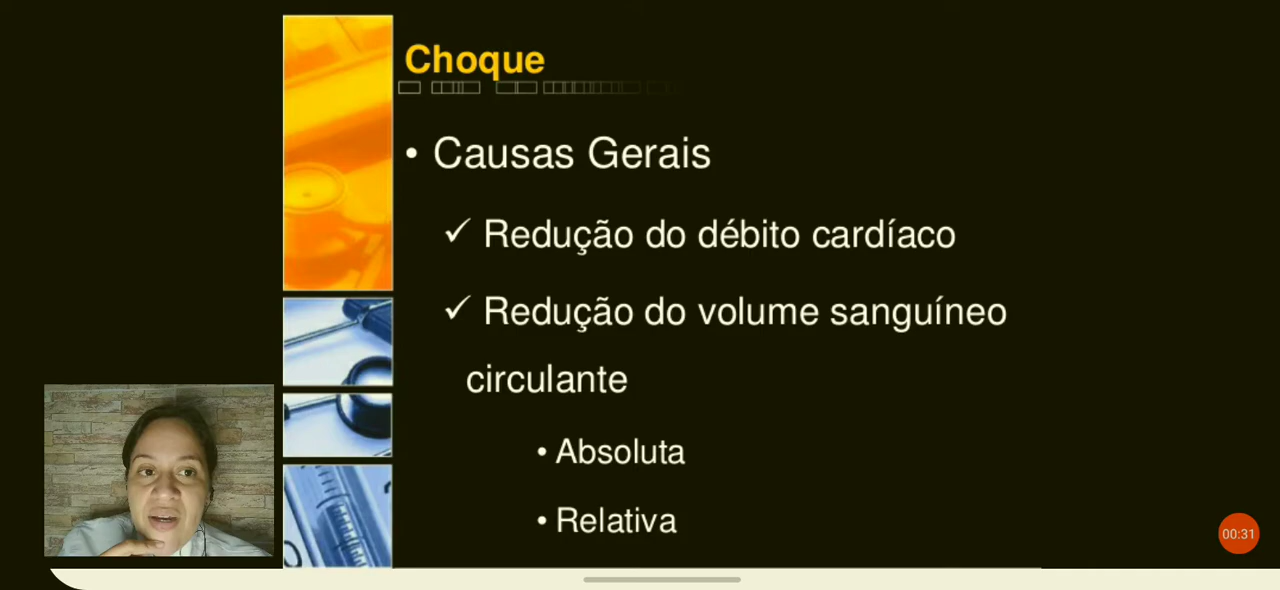 Choque
• Causas Gerais
✓ Redução do débito cardíaco
✓ Redução do volume sanguíneo
circulante
• Absoluta
• Relativa
00:31